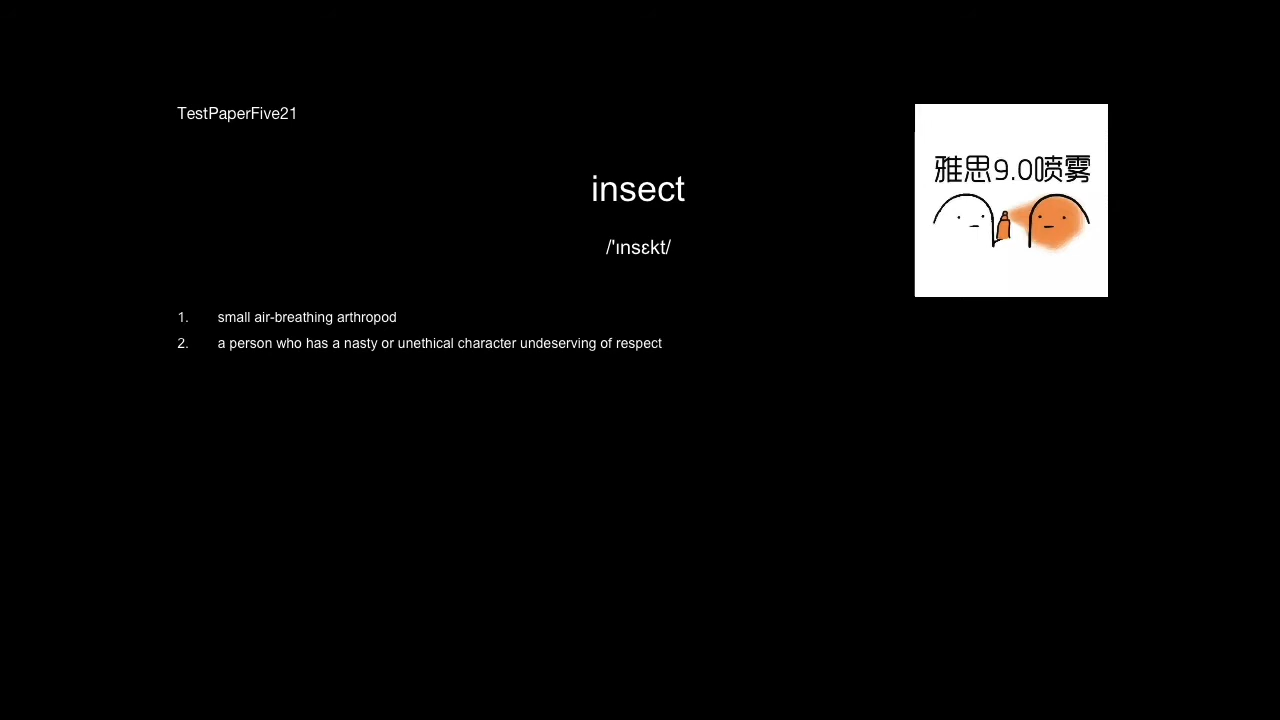 TestPaperFive21
雅思9.0喷雾
insect
/'ɪnsɛkt/
1. small air-breathing arthropod
2. a person who has a nasty or unethical character undeserving of respect